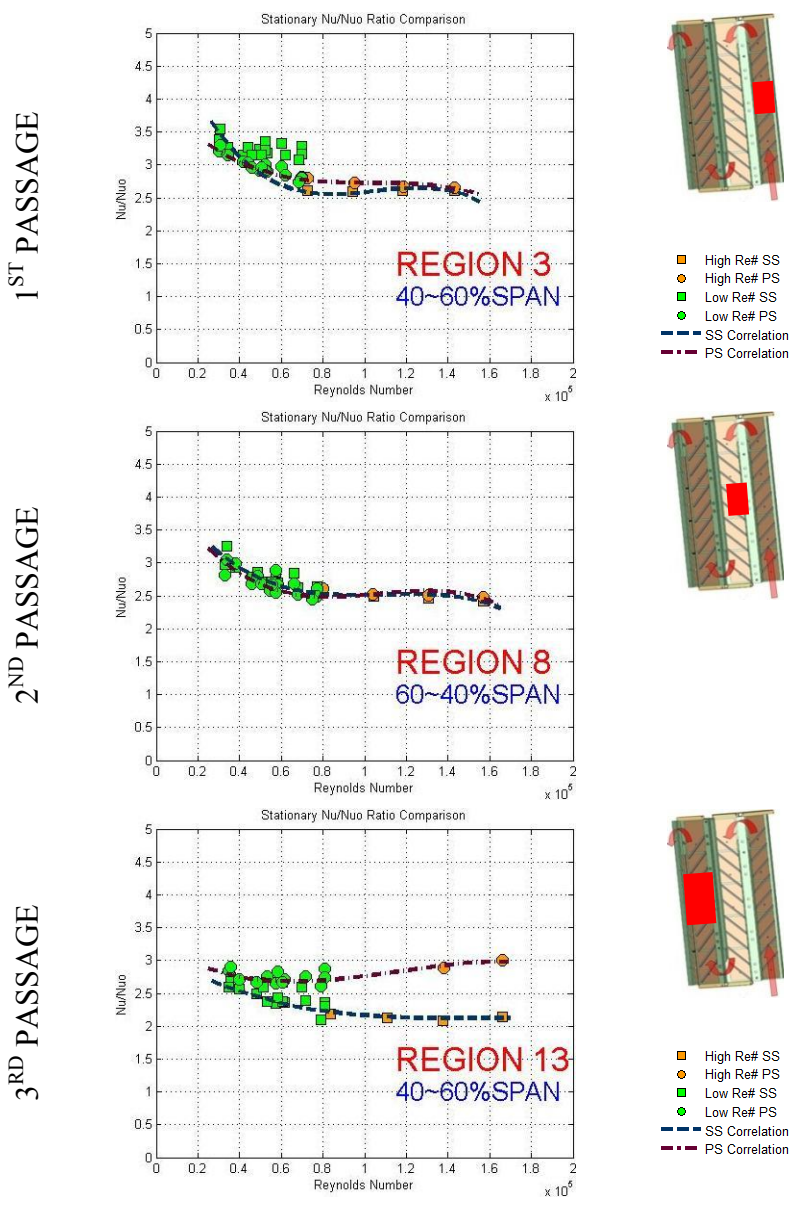 1ST PASSAGE
Stationary Nu/Nuo Ratio Comparison
5
4.5
4
3.5
3
2.5
2
1.5
1
0.5
0
Nu/Nuo
REGION 3
40~60%SPAN
0 0.2 0.4 0.6 0.8 1 1.2 1.4 1.6 1.8 2
Reynolds Number
x 10^5
High Re# SS
High Re# PS
Low Re# SS
Low Re# PS
SS Correlation
PS Correlation
2ND PASSAGE
Stationary Nu/Nuo Ratio Comparison
5
4.5
4
3.5
3
2.5
2
1.5
1
0.5
0
Nu/Nuo
REGION 8
60~40%SPAN
0 0.2 0.4 0.6 0.8 1 1.2 1.4 1.6 1.8 2
Reynolds Number
x 10^5
3RD PASSAGE
Stationary Nu/Nuo Ratio Comparison
5
4.5
4
3.5
3
2.5
2
1.5
1
0.5
0
Nu/Nuo
REGION 13
40~60%SPAN
0 0.2 0.4 0.6 0.8 1 1.2 1.4 1.6 1.8 2
Reynolds Number
x 10^5
High Re# SS
High Re# PS
Low Re# SS
Low Re# PS
SS Correlation
PS Correlation